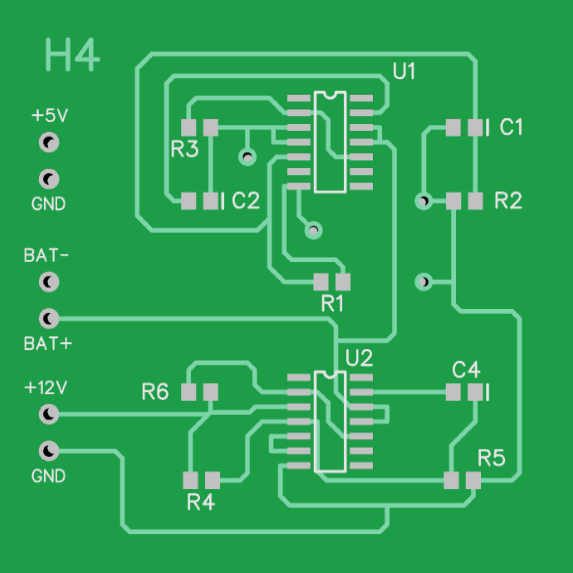 H4
U1
+5V
C1
R3
GND
C2
R2
BAT-
R1
BAT+
U2
+12V
R6
C4
R5
GND
R4